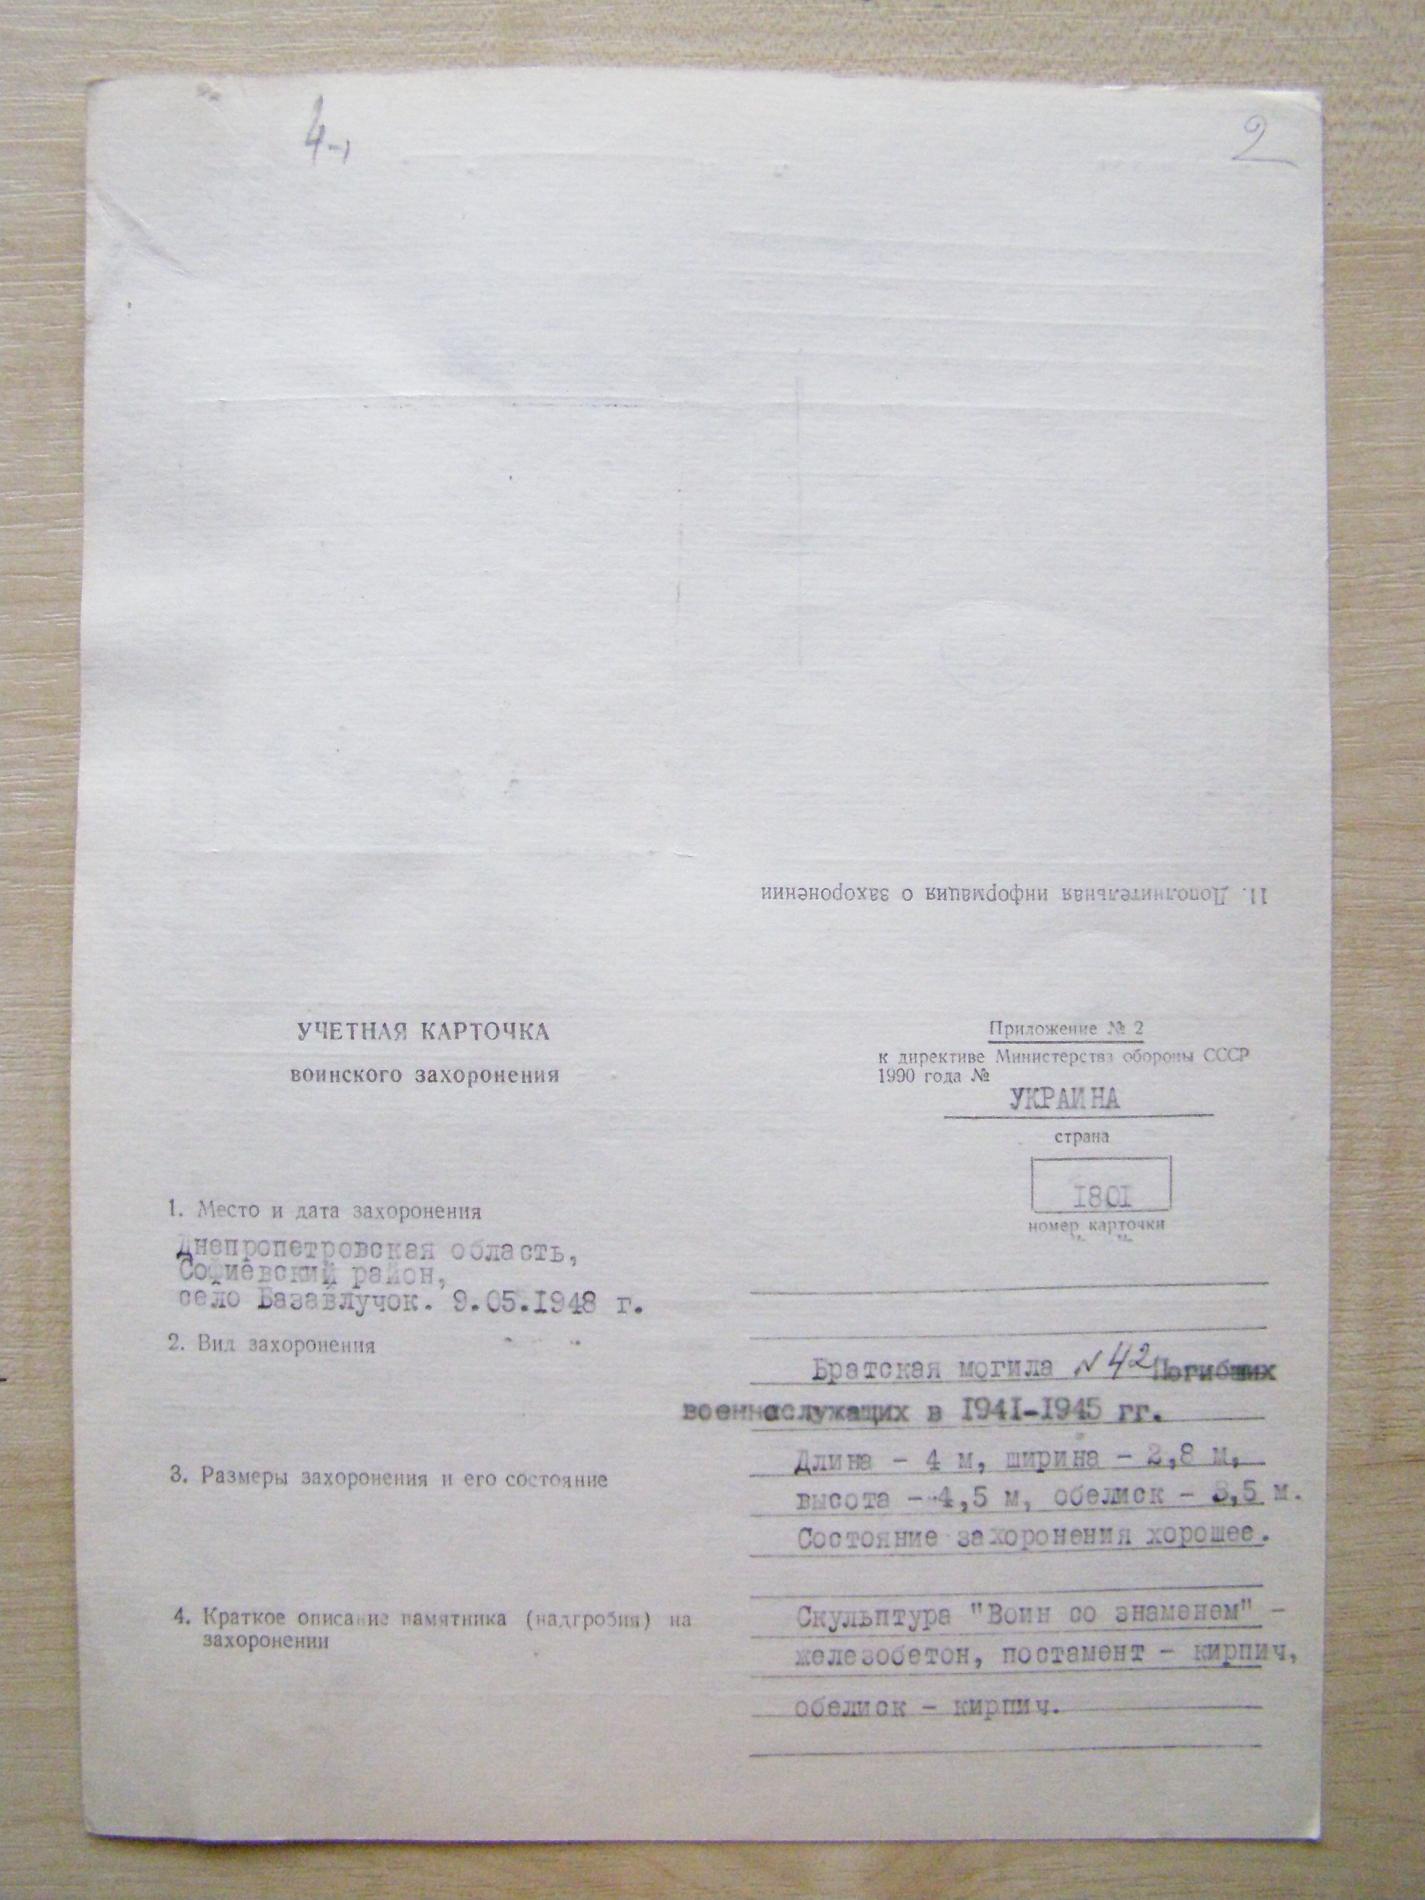 4-1
2
11. Дополнительная информация о захоронении
УЧЕТНАЯ КАРТОЧКА
воинского захоронения
Приложение № 2
к директиве Министерства обороны СССР
1990 года №
УКРАИНА
страна
1801
номер карточки
1. Место и дата захоронения
Днепропетровская область,
Софиевский район,
село Базавлучок. 9.05.1948 г.
2. Вид захоронения
Братская могила №42 Погибших
военнослужащих в 1941-1945 гг.
3. Размеры захоронения и его состояние
Длина - 4 м, ширина - 2,8 м,
высота - 4,5 м, обелиск - 3,5 м.
Состояние захоронения хорошее.
4. Краткое описание памятника (надгробия) на
захоронении
Скульптура "Воин со знаменем" -
железобетон, постамент - кирпич,
обелиск - кирпич.